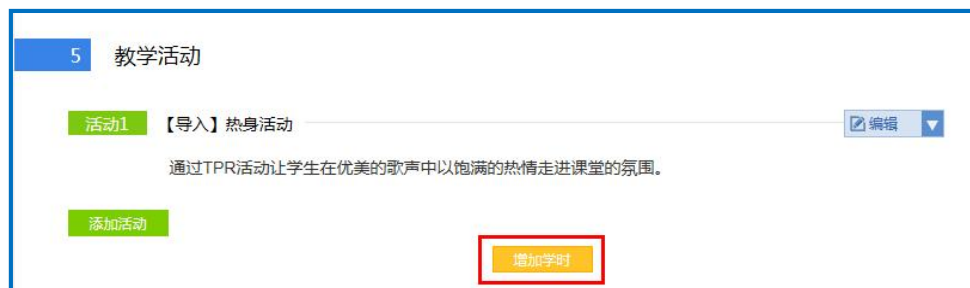 5 教学活动
活动1 【导入】热身活动 编辑
通过TPR活动让学生在优美的歌声中以饱满的热情走进课堂的氛围。
添加活动
增加学时